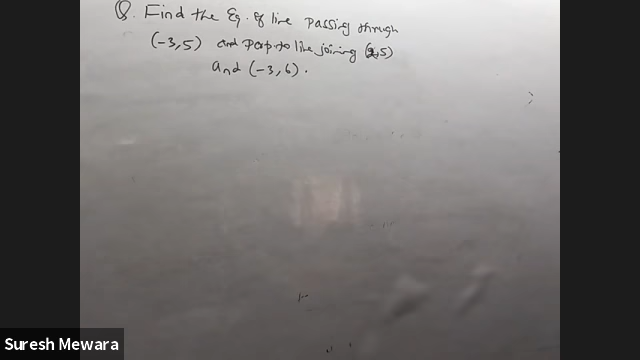 Q. Find the Eq. of line passing through
(-3,5) and perp to line joining (2,5)
and (-3,6).
Suresh Mewara